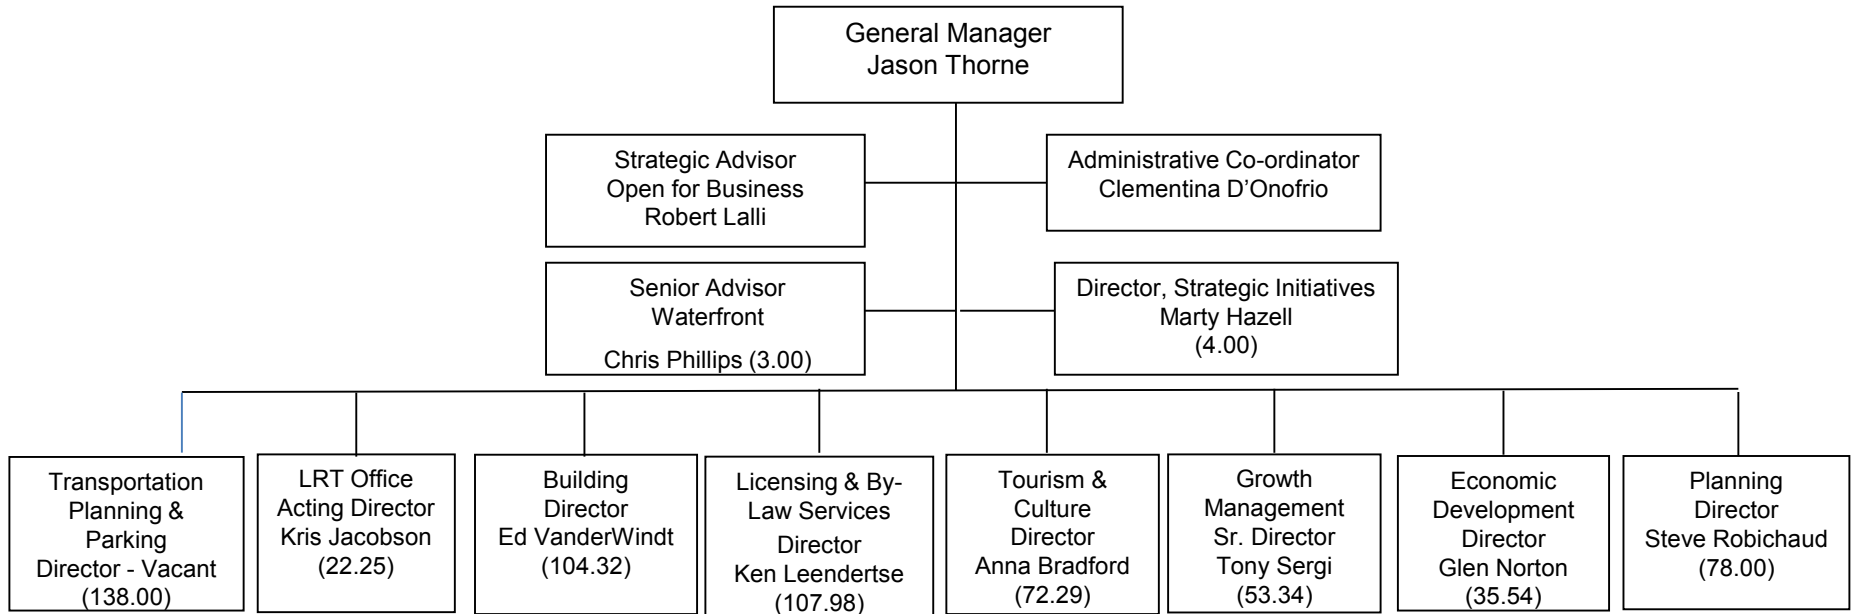 General Manager
Jason Thorne
Strategic Advisor
Open for Business
Robert Lalli
Administrative Co-ordinator
Clementina D’Onofrio
Senior Advisor
Waterfront
Chris Phillips (3.00)
Director, Strategic Initiatives
Marty Hazell
(4.00)
Transportation
Planning &
Parking
Director - Vacant
(138.00)
LRT Office
Acting Director
Kris Jacobson
(22.25)
Building
Director
Ed VanderWindt
(104.32)
Licensing & By-
Law Services
Director
Ken Leendertse
(107.98)
Tourism &
Culture
Director
Anna Bradford
(72.29)
Growth
Management
Sr. Director
Tony Sergi
(53.34)
Economic
Development
Director
Glen Norton
(35.54)
Planning
Director
Steve Robichaud
(78.00)